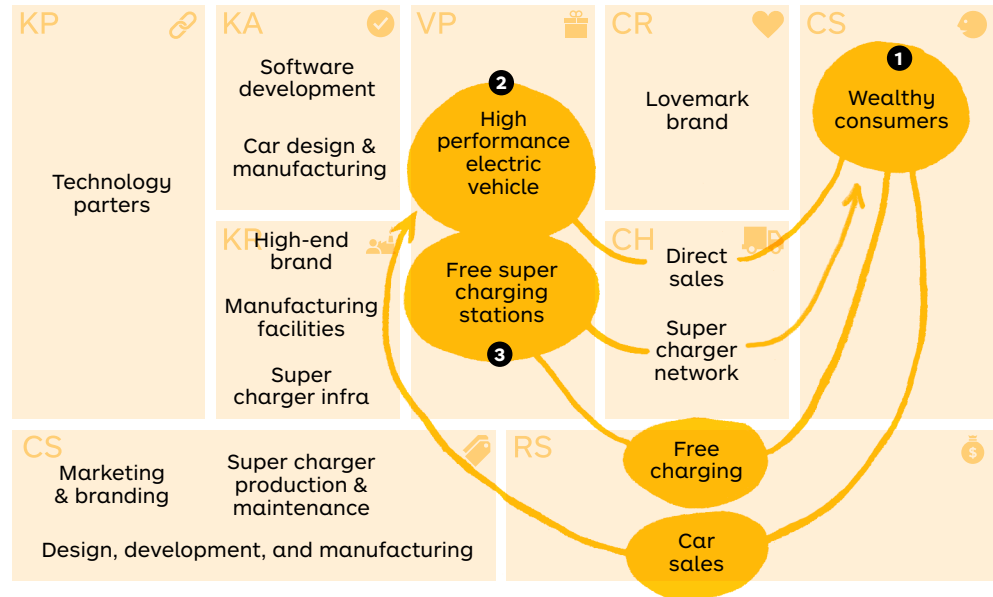 KP
Technology
parters
KA
Software
development
Car design &
manufacturing
KR
High-end
brand
Manufacturing
facilities
Super
charger infra
VP
2
High
performance
electric
vehicle
Free super
charging
stations
3
CR
Lovemark
brand
CH
Direct
sales
Super
charger
network
CS
1
Wealthy
consumers
CS
Marketing
& branding
Super charger
production &
maintenance
Design, development, and manufacturing
RS
$
Free
charging
Car
sales